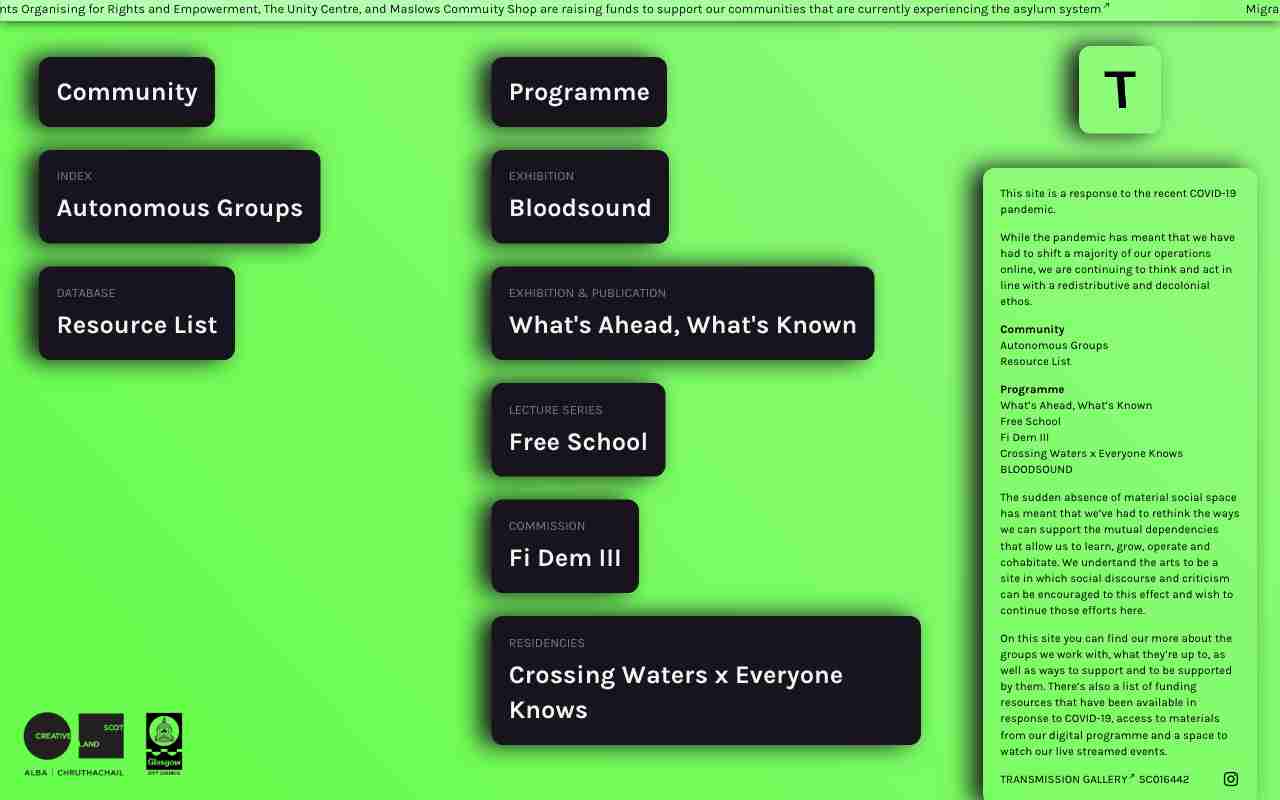 nts Organising for Rights and Empowerment, The Unity Centre, and Maslows Commuity Shop are raising funds to support our communities that are currently experiencing the asylum system↗
Migra
Community
INDEX
Autonomous Groups
DATABASE
Resource List
Programme
EXHIBITION
Bloodsound
EXHIBITION & PUBLICATION
What's Ahead, What's Known
LECTURE SERIES
Free School
COMMISSION
Fi Dem III
RESIDENCIES
Crossing Waters x Everyone
Knows
T
This site is a response to the recent COVID-19
pandemic.
While the pandemic has meant that we have
had to shift a majority of our operations
online, we are continuing to think and act in
line with a redistributive and decolonial
ethos.
Community
Autonomous Groups
Resource List
Programme
What's Ahead, What's Known
Free School
Fi Dem III
Crossing Waters x Everyone Knows
BLOODSOUND
The sudden absence of material social space
has meant that we've had to rethink the ways
we can support the mutual dependencies
that allow us to learn, grow, operate and
cohabitate. We undertand the arts to be a
site in which social discourse and criticism
can be encouraged to this effect and wish to
continue those efforts here.
On this site you can find our more about the
groups we work with, what they're up to, as
well as ways to support and to be supported
by them. There's also a list of funding
resources that have been available in
response to COVID-19, access to materials
from our digital programme and a space to
watch our live streamed events.
TRANSMISSION GALLERY↗ SC016442
CREATIVE
SCOT
LAND
ALBA | CHRUTHACHAIL
Glasgow
CITY COUNCIL